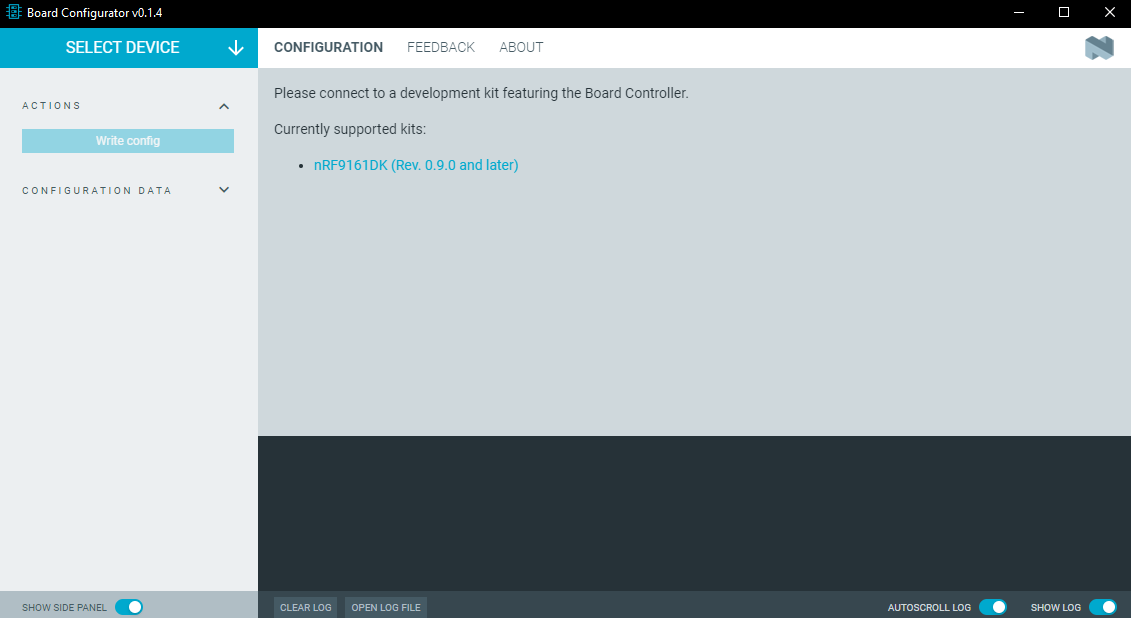 Board Configurator v0.1.4
SELECT DEVICE
CONFIGURATION FEEDBACK ABOUT
ACTIONS
Write config
CONFIGURATION DATA
Please connect to a development kit featuring the Board Controller.
Currently supported kits:
• nRF9161DK (Rev. 0.9.0 and later)
SHOW SIDE PANEL
CLEAR LOG OPEN LOG FILE AUTOSCROLL LOG SHOW LOG